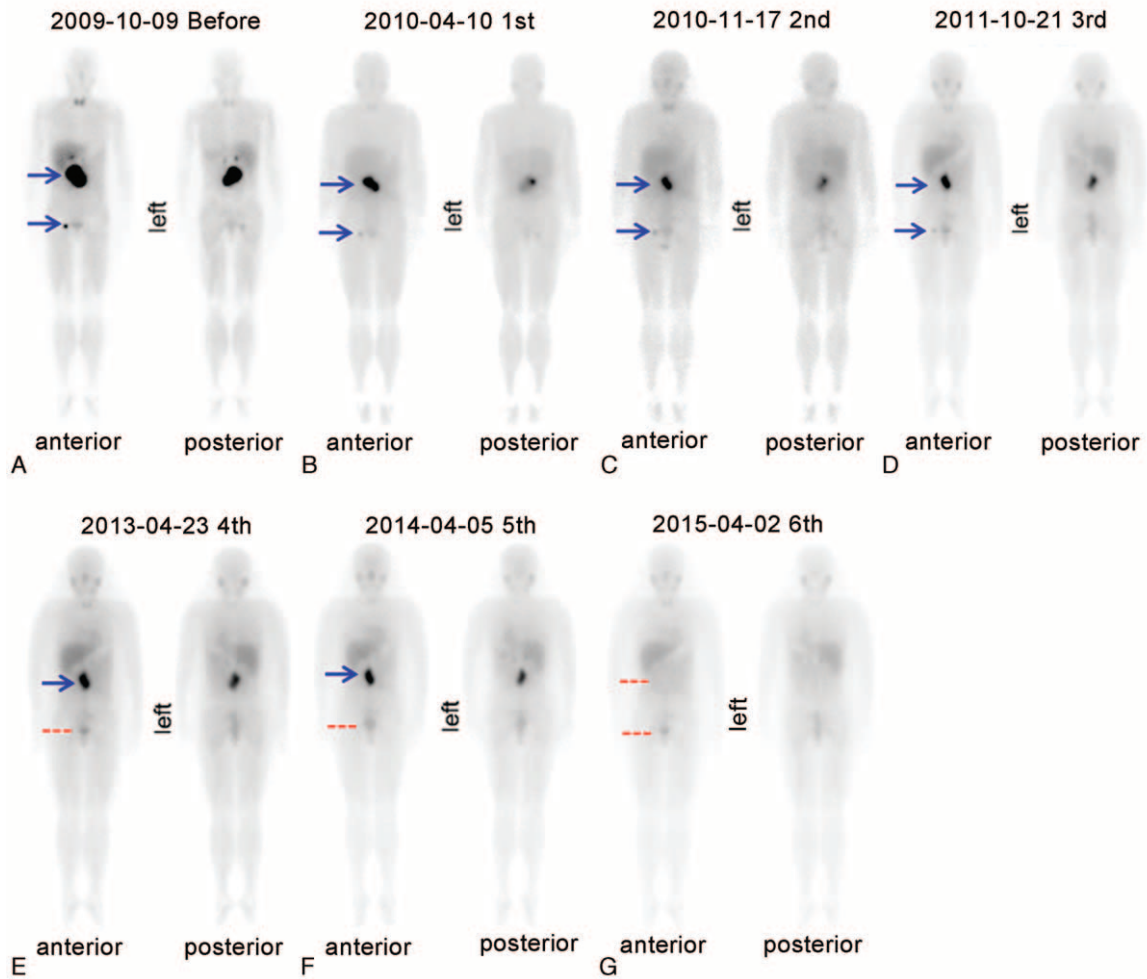 2009-10-09 Before
2010-04-10 1st
2010-11-17 2nd
2011-10-21 3rd
left
left
left
left
anterior
posterior
anterior
posterior
anterior
posterior
anterior
posterior
A
B
C
D
2013-04-23 4th
2014-04-05 5th
2015-04-02 6th
left
left
left
anterior
posterior
anterior
posterior
anterior
posterior
E
F
G